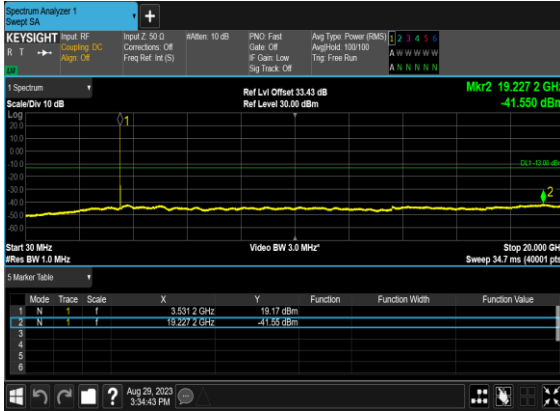 Spectrum Analyzer 1
Swept SA
+
KEYSIGHT
R T
Input: RF
Coupling: DC
Align: Off
Input Z: 50 Ω
Corrections: Off
Freq Ref: Int (S)
#Atten: 10 dB
PNO: Fast
Gate: Off
IF Gain: Low
Sig Track: Off
Avg Type: Power (RMS)
Avg|Hold: 100/100
Trig: Free Run
1 2 3 4 5 6
A W W W W W
A N N N N N
1 Spectrum
Scale/Div 10 dB
Ref Lvl Offset 33.43 dB
Ref Level 30.00 dBm
Mkr2 19.227 2 GHz
-41.550 dBm
Log
20.0
10.0
0.00
-10.0
-20.0
-30.0
-40.0
-50.0
-60.0
1
DL1 -13.00 dBm
2
Start 30 MHz
#Res BW 1.0 MHz
Video BW 3.0 MHz*
Stop 20.000 GHz
Sweep 34.7 ms (40001 pts)
5 Marker Table
Mode Trace Scale X Y Function Function Width Function Value
1 N 1 f 3.531 2 GHz 19.17 dBm
2 N 1 f 19.227 2 GHz -41.55 dBm
3
4
5
6
?
Aug 29, 2023
3:34:43 PM